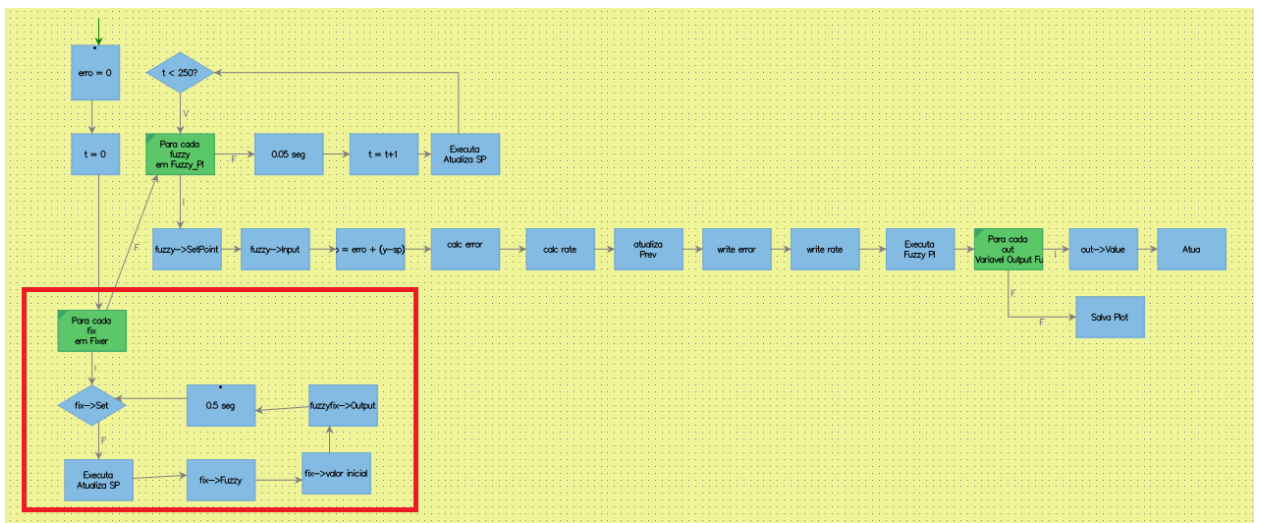 erro = 0
t < 250?
V
t = 0
Para cada
fuzzy
em Fuzzy_PI
F
0.05 seg
t = t+1
Executa
Atualiza SP
I
F
fuzzy->SetPoint
fuzzy->Input
= erro + (y-sp)
calc error
calc rate
atualiza
Prev
write error
write rate
Executa
Fuzzy PI
Para cada
out
Variavel Output Fu
I
out->Value
Atua
F
F
Salva Plot
Para cada
fix
em Fixer
I
fix->Set
0.5 seg
fuzzyfix->Output
F
Executa
Atualiza SP
fix->Fuzzy
fix->valor inicial